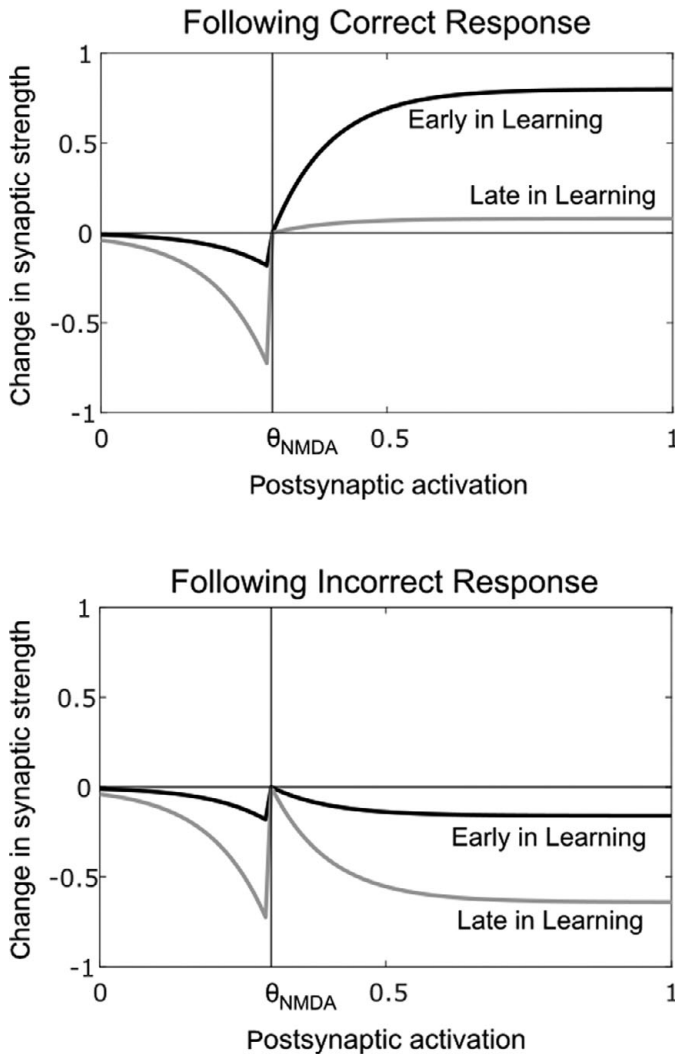 Following Correct Response
1
0.5
0
-0.5
-1
Change in synaptic strength
Early in Learning
Late in Learning
0
θNMDA
0.5
1
Postsynaptic activation
Following Incorrect Response
1
0.5
0
-0.5
-1
Change in synaptic strength
Early in Learning
Late in Learning
0
θNMDA
0.5
1
Postsynaptic activation